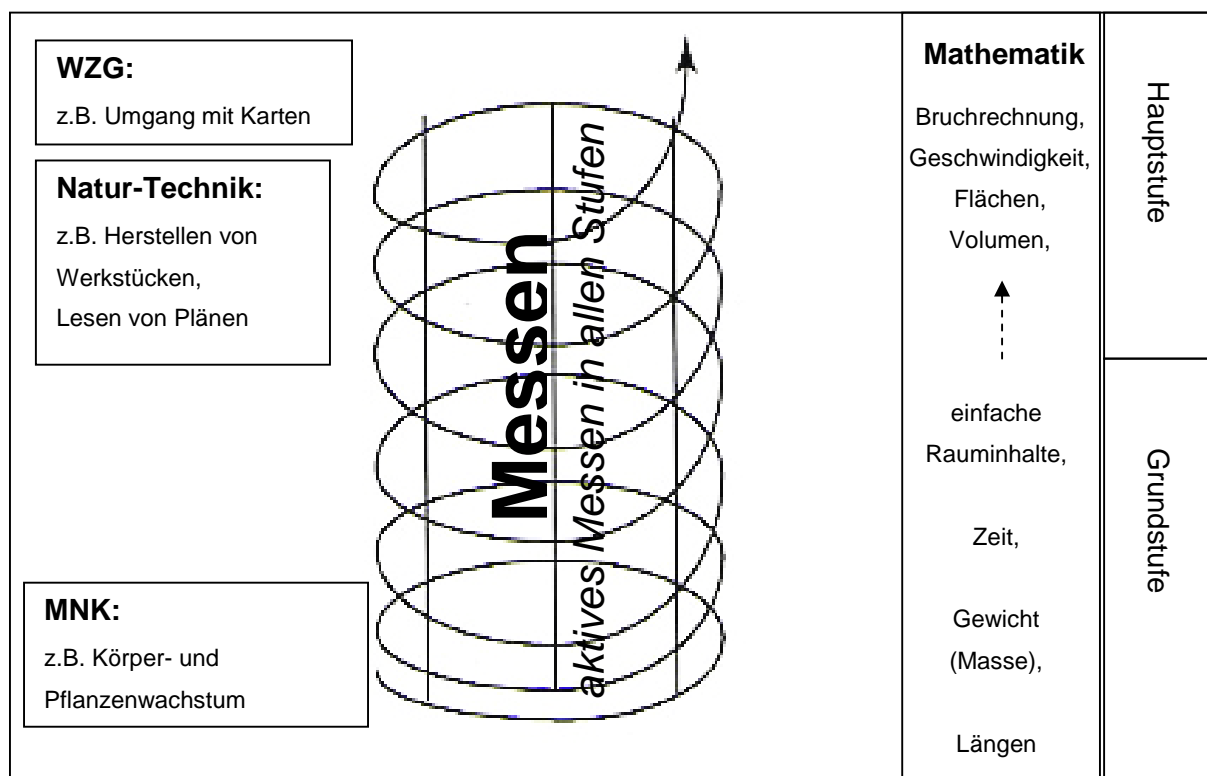 WZG:
z.B. Umgang mit Karten
Natur-Technik:
z.B. Herstellen von
Werkstücken,
Lesen von Plänen
MNK:
z.B. Körper- und
Pflanzenwachstum
Messen
aktives Messen in allen Stufen
Mathematik
Bruchrechnung,
Geschwindigkeit,
Flächen,
Volumen,
einfache
Rauminhalte,
Zeit,
Gewicht
(Masse),
Längen
Hauptstufe
Grundstufe